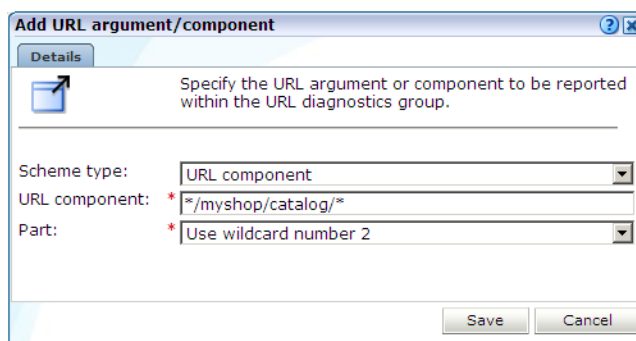 Add URL argument/component
Details
Specify the URL argument or component to be reported
within the URL diagnostics group.
Scheme type: URL component
URL component: * */myshop/catalog/*
Part: * Use wildcard number 2
Save Cancel